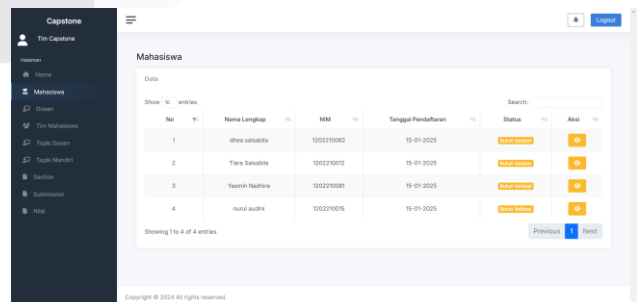 Capstone
Logout
Tim Capstone
Halaman
Home
Mahasiswa
Dosen
Tim Mahasiswa
Topik Dosen
Topik Mandiri
Section
Submission
Nilai
Mahasiswa
Data
Show 10 entries
Search:
No Nama Lengkap NIM Tanggal Pendaftaran Status Aksi
1 dhea salsabila 1202210062 15-01-2025 Butuh Validasi
2 Tiara Salsabila 1202210012 15-01-2025 Butuh Validasi
3 Yasmin Nadhira 1202210081 15-01-2025 Butuh Validasi
4 nurul audini 1202210015 15-01-2025 Butuh Validasi
Showing 1 to 4 of 4 entries
Previous 1 Next
Copyright © 2024 All rights reserved.